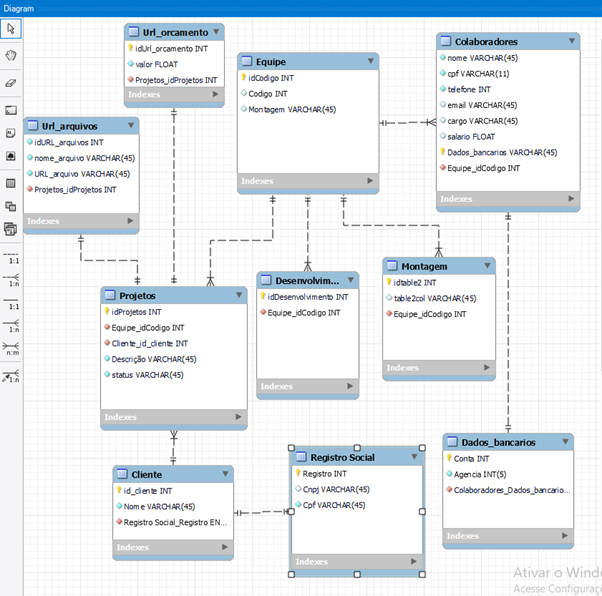 Diagram
Url_orcamento
idUrl_orcamento INT
valor FLOAT
Projetos_idProjetos INT
Indexes
Url_arquivos
idURL_arquivos INT
nome_arquivo VARCHAR(45)
URL_arquivo VARCHAR(45)
Projetos_idProjetos INT
Indexes
Equipe
idCodigo INT
Codigo INT
Montagem VARCHAR(45)
Indexes
Colaboradores
nome VARCHAR(45)
cpf VARCHAR(11)
telefone INT
email VARCHAR(45)
cargo VARCHAR(45)
salario FLOAT
Dados_bancarios VARCHAR(45)
Equipe_idCodigo INT
Indexes
Projetos
idProjetos INT
Equipe_idCodigo INT
Cliente_id_cliente INT
Descrição VARCHAR(45)
status VARCHAR(45)
Indexes
Desenvolvim...
idDesenvolvimento INT
Equipe_idCodigo INT
Indexes
Montagem
idtable2 INT
table2col VARCHAR(45)
Equipe_idCodigo INT
Indexes
Cliente
id_cliente INT
Nome VARCHAR(45)
Registro Social_Registro EN...
Indexes
Registro Social
Registro INT
Cnpj VARCHAR(45)
Cpf VARCHAR(45)
Indexes
Dados_bancarios
Conta INT
Agencia INT(5)
Colaboradores_Dados_bancario...
Indexes
1:1
1:n
1:1
1:n
n:m
1:n
Ativar o Wind
Acesse Configuraç